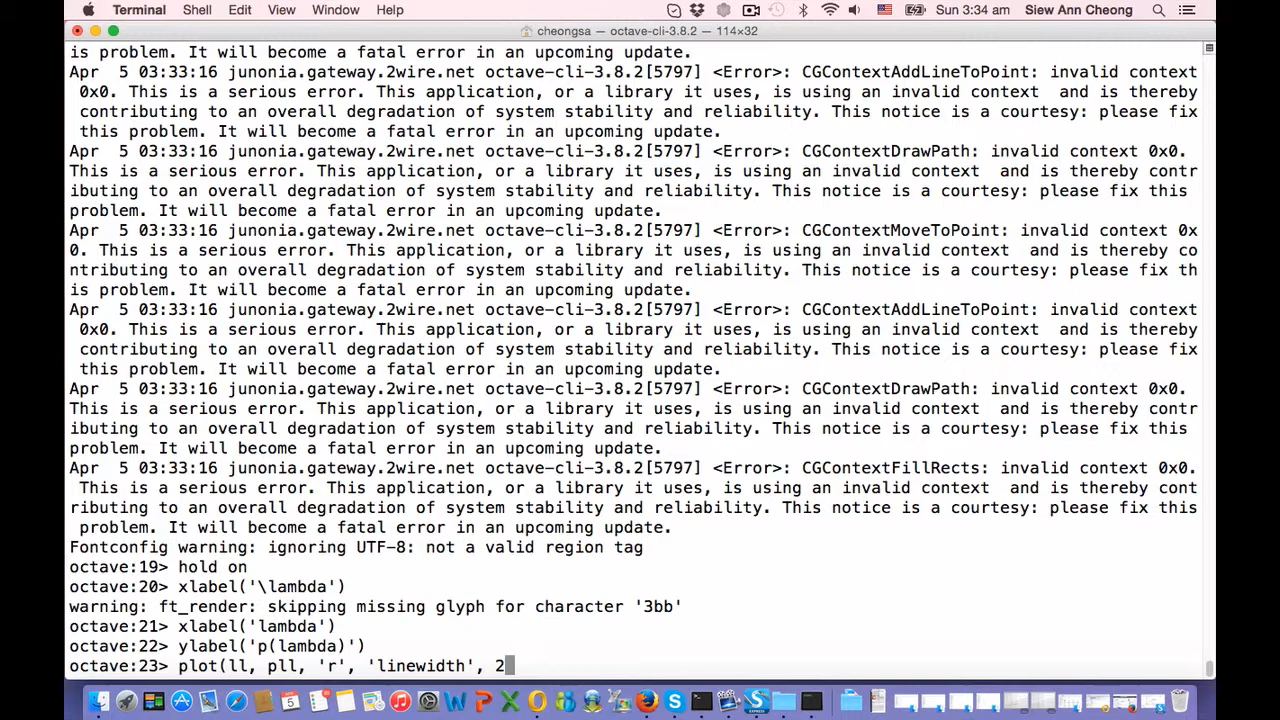 Terminal Shell Edit View Window Help Sun 3:34 am Siew Ann Cheong
cheongsa — octave-cli-3.8.2 — 114×32
is problem. It will become a fatal error in an upcoming update.
Apr  5 03:33:16 junonia.gateway.2wire.net octave-cli-3.8.2[5797] <Error>: CGContextAddLineToPoint: invalid context
0x0. This is a serious error. This application, or a library it uses, is using an invalid context  and is thereby
contributing to an overall degradation of system stability and reliability. This notice is a courtesy: please fix
this problem. It will become a fatal error in an upcoming update.
Apr  5 03:33:16 junonia.gateway.2wire.net octave-cli-3.8.2[5797] <Error>: CGContextDrawPath: invalid context 0x0.
This is a serious error. This application, or a library it uses, is using an invalid context  and is thereby contr
ibuting to an overall degradation of system stability and reliability. This notice is a courtesy: please fix this
problem. It will become a fatal error in an upcoming update.
Apr  5 03:33:16 junonia.gateway.2wire.net octave-cli-3.8.2[5797] <Error>: CGContextMoveToPoint: invalid context 0x
0. This is a serious error. This application, or a library it uses, is using an invalid context  and is thereby co
ntributing to an overall degradation of system stability and reliability. This notice is a courtesy: please fix th
is problem. It will become a fatal error in an upcoming update.
Apr  5 03:33:16 junonia.gateway.2wire.net octave-cli-3.8.2[5797] <Error>: CGContextAddLineToPoint: invalid context
0x0. This is a serious error. This application, or a library it uses, is using an invalid context  and is thereby
contributing to an overall degradation of system stability and reliability. This notice is a courtesy: please fix
this problem. It will become a fatal error in an upcoming update.
Apr  5 03:33:16 junonia.gateway.2wire.net octave-cli-3.8.2[5797] <Error>: CGContextDrawPath: invalid context 0x0.
This is a serious error. This application, or a library it uses, is using an invalid context  and is thereby contr
ibuting to an overall degradation of system stability and reliability. This notice is a courtesy: please fix this
problem. It will become a fatal error in an upcoming update.
Apr  5 03:33:16 junonia.gateway.2wire.net octave-cli-3.8.2[5797] <Error>: CGContextFillRects: invalid context 0x0.
This is a serious error. This application, or a library it uses, is using an invalid context  and is thereby cont
ributing to an overall degradation of system stability and reliability. This notice is a courtesy: please fix this
problem. It will become a fatal error in an upcoming update.
Fontconfig warning: ignoring UTF-8: not a valid region tag
octave:19> hold on
octave:20> xlabel('\lambda')
warning: ft_render: skipping missing glyph for character '3bb'
octave:21> xlabel('lambda')
octave:22> ylabel('p(lambda)')
octave:23> plot(ll, pll, 'r', 'linewidth', 2